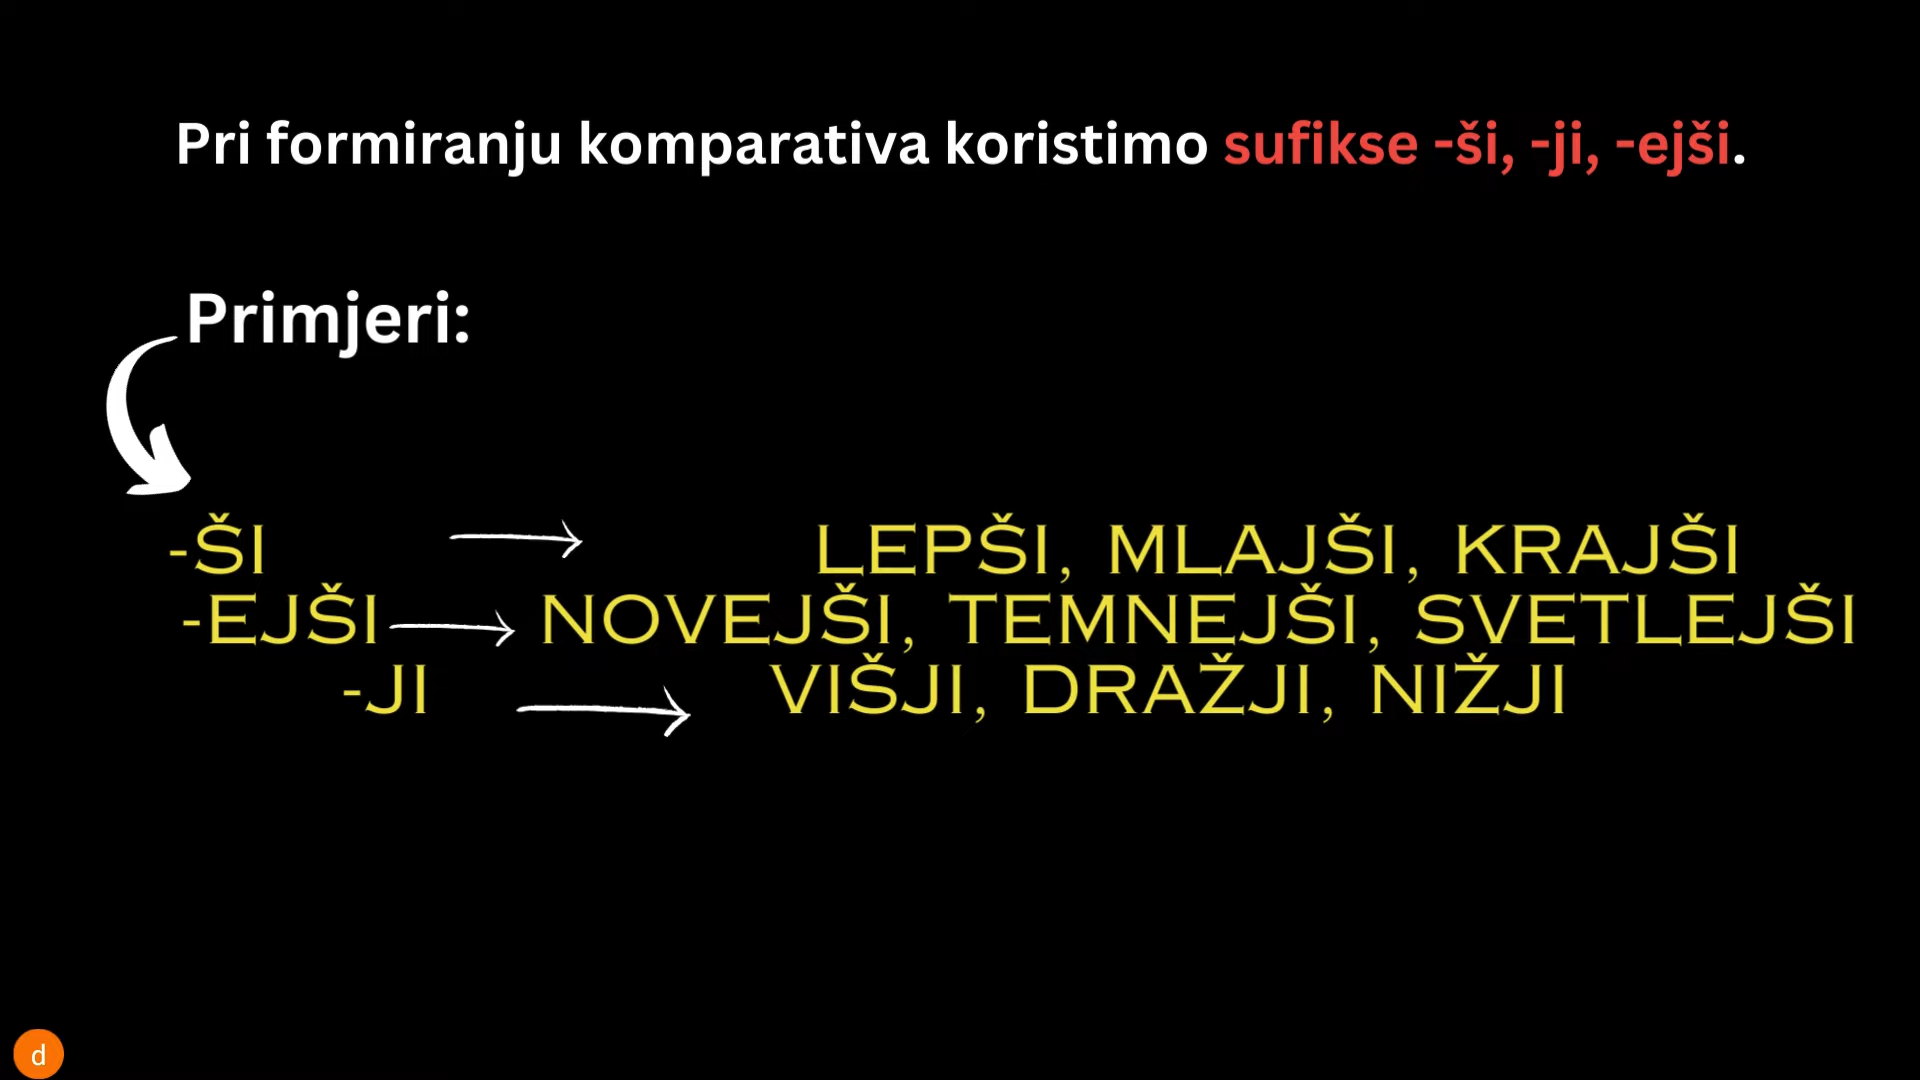 Pri formiranju komparativa koristimo sufikse -ši, -ji, -ejši.
Primjeri:
-ŠI LEPŠI, MLAJŠI, KRAJŠI
-EJŠI NOVEJŠI, TEMNEJŠI, SVETLEJŠI
-JI VIŠJI, DRAŽJI, NIŽJI
d